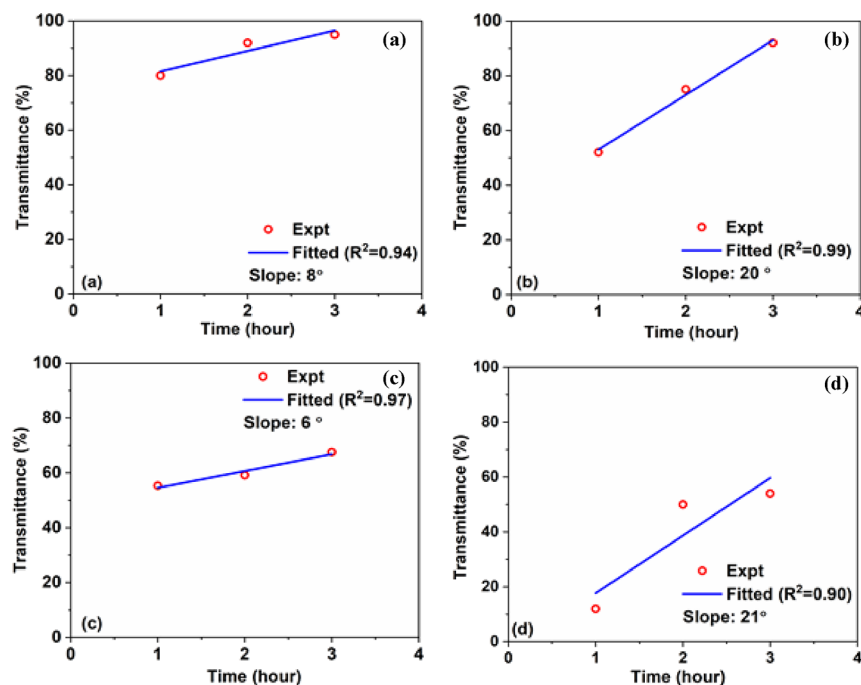 100
80
60
40
20
0
Transmittance (%)
(a)
Expt
Fitted (R²=0.94)
Slope: 8°
(a)
0 1 2 3 4
Time (hour)
100
80
60
40
20
0
Transmittance (%)
(b)
Expt
Fitted (R²=0.99)
Slope: 20 °
(b)
0 1 2 3 4
Time (hour)
100
80
60
40
20
0
Transmittance (%)
Expt
(c)
Fitted (R²=0.97)
Slope: 6 °
(c)
0 1 2 3 4
Time (hour)
100
80
60
40
20
0
Transmittance (%)
(d)
Expt
Fitted (R²=0.90)
Slope: 21°
(d)
0 1 2 3 4
Time (hour)